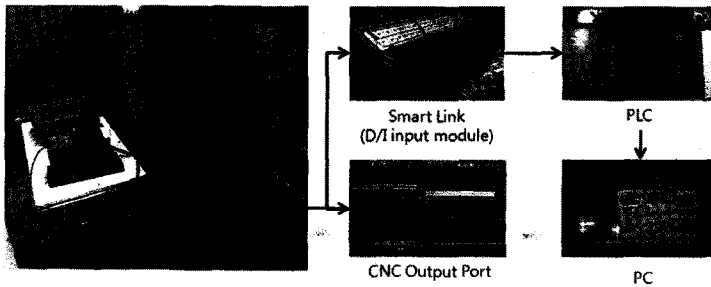 Smart Link
(D/I input module)
PLC
CNC Output Port
PC